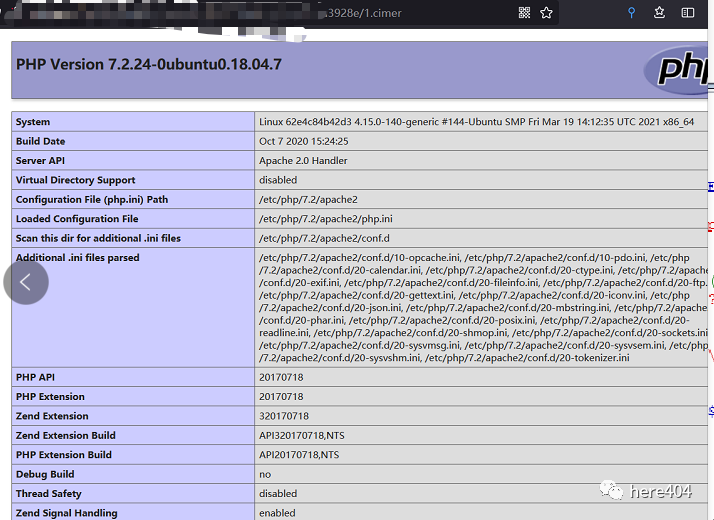 3928e/1.cimer
PHP Version 7.2.24-0ubuntu0.18.04.7
php
System Linux 62e4c84b42d3 4.15.0-140-generic #144-Ubuntu SMP Fri Mar 19 14:12:35 UTC 2021 x86_64
Build Date Oct 7 2020 15:24:25
Server API Apache 2.0 Handler
Virtual Directory Support disabled
Configuration File (php.ini) Path /etc/php/7.2/apache2
Loaded Configuration File /etc/php/7.2/apache2/php.ini
Scan this dir for additional .ini files /etc/php/7.2/apache2/conf.d
Additional .ini files parsed /etc/php/7.2/apache2/conf.d/10-opcache.ini, /etc/php/7.2/apache2/conf.d/10-pdo.ini, /etc/php
/7.2/apache2/conf.d/20-calendar.ini, /etc/php/7.2/apache2/conf.d/20-ctype.ini, /etc/php/7.2/apache
/conf.d/20-exif.ini, /etc/php/7.2/apache2/conf.d/20-fileinfo.ini, /etc/php/7.2/apache2/conf.d/20-ftp.
/etc/php/7.2/apache2/conf.d/20-gettext.ini, /etc/php/7.2/apache2/conf.d/20-iconv.ini, /etc/php
/7.2/apache2/conf.d/20-json.ini, /etc/php/7.2/apache2/conf.d/20-mbstring.ini, /etc/php/7.2/apache2
/conf.d/20-phar.ini, /etc/php/7.2/apache2/conf.d/20-posix.ini, /etc/php/7.2/apache2/conf.d/20-
readline.ini, /etc/php/7.2/apache2/conf.d/20-shmop.ini, /etc/php/7.2/apache2/conf.d/20-sockets.ini
/etc/php/7.2/apache2/conf.d/20-sysvmsg.ini, /etc/php/7.2/apache2/conf.d/20-sysvsem.ini, /etc/php
/7.2/apache2/conf.d/20-sysvshm.ini, /etc/php/7.2/apache2/conf.d/20-tokenizer.ini
PHP API 20170718
PHP Extension 20170718
Zend Extension 320170718
Zend Extension Build API320170718,NTS
PHP Extension Build API20170718,NTS
Debug Build no
Thread Safety disabled
Zend Signal Handling enabled
here404